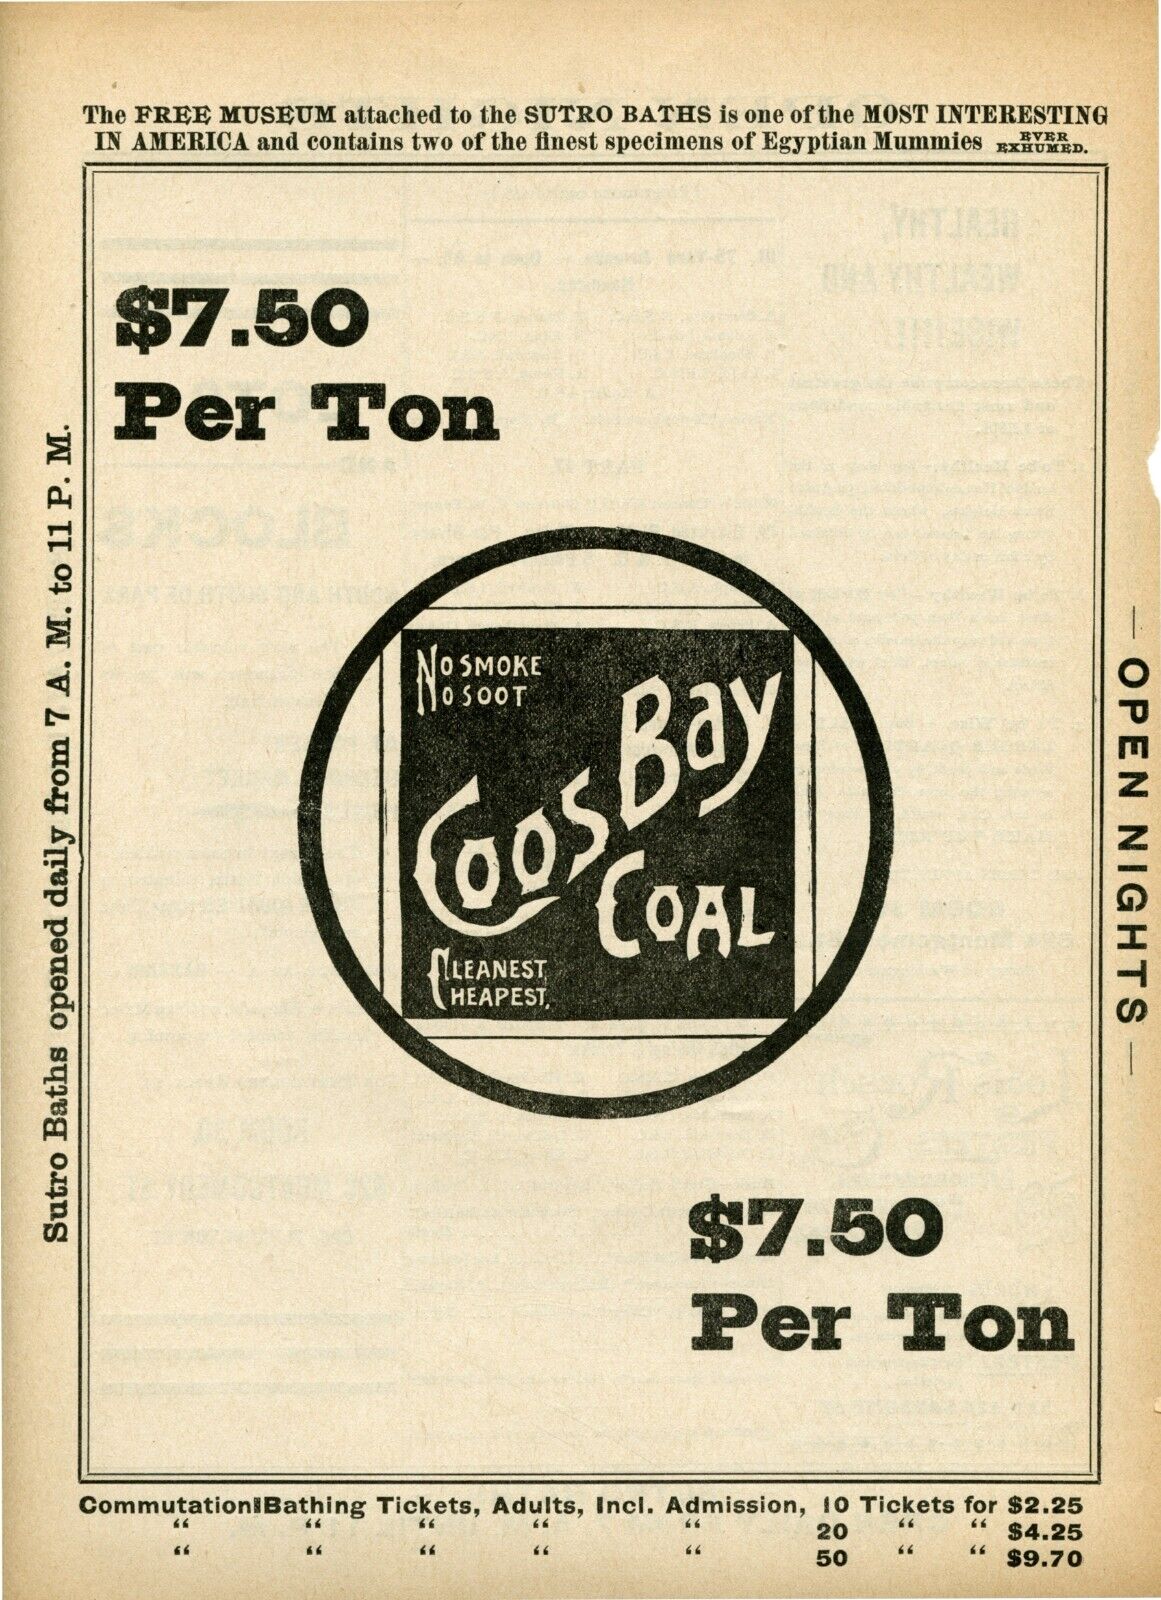 The FREE MUSEUM attached to the SUTRO BATHS is one of the MOST INTERESTING
IN AMERICA and contains two of the finest specimens of Egyptian Mummies EVER EXHUMED.
$7.50
Per Ton
Sutro Baths opened daily from 7 A. M. to 11 P. M.
NO SMOKE
NO SOOT
COOS BAY
COAL
CLEANEST,
CHEAPEST,
— OPEN NIGHTS —
$7.50
Per Ton
Commutation Bathing Tickets, Adults, Incl. Admission, 10 Tickets for $2.25
“ “ “ “ “ 20 “ “ $4.25
“ “ “ “ “ 50 “ “ $9.70